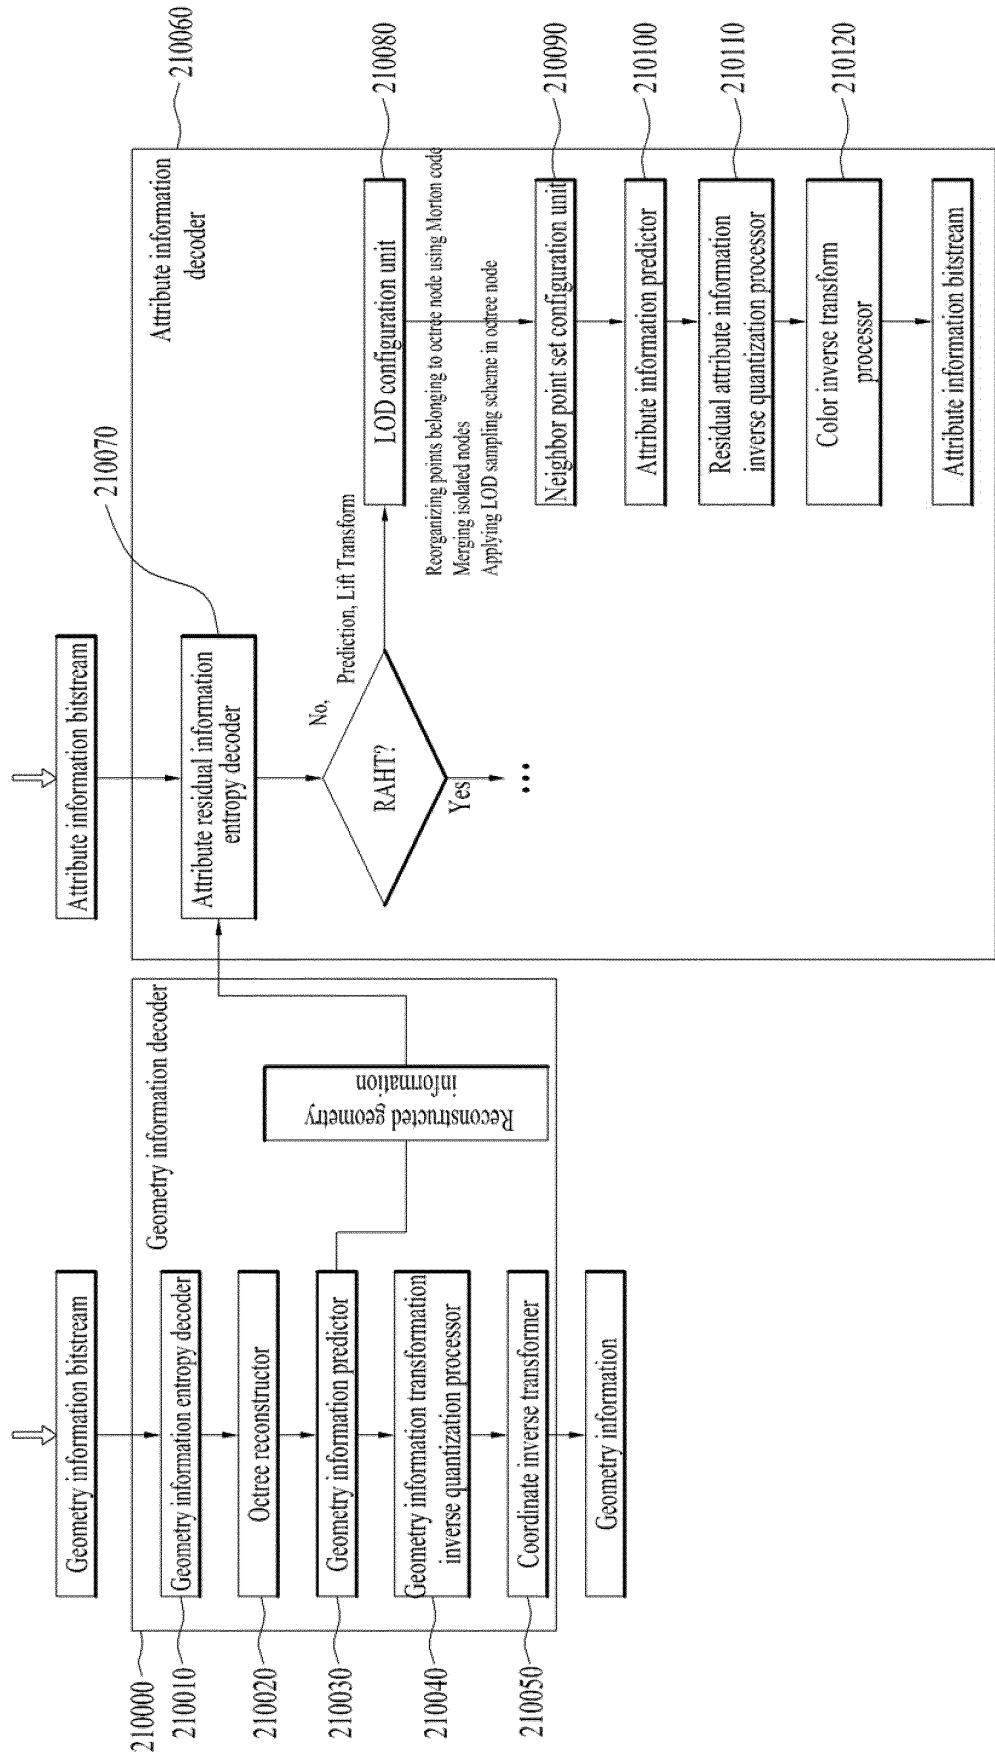 Geometry information bitstream
Geometry information decoder
210000
Geometry information entropy decoder
210010
Octree reconstructor
210020
Geometry information predictor
210030
Reconstructed geometry
information
Geometry information transformation
inverse quantization processor
210040
Coordinate inverse transformer
210050
Geometry information
Attribute information bitstream
Attribute information
decoder
210060
Attribute residual information
entropy decoder
210070
RAHT?
Yes
...
No,
Prediction, Lift Transform
LOD configuration unit
210080
Reorganizing points belonging to octree node using Morton code
Merging isolated nodes
Applying LOD sampling scheme in octree node
Neighbor point set configuration unit
210090
Attribute information predictor
210100
Residual attribute information
inverse quantization processor
210110
Color inverse transform
processor
210120
Attribute information bitstream